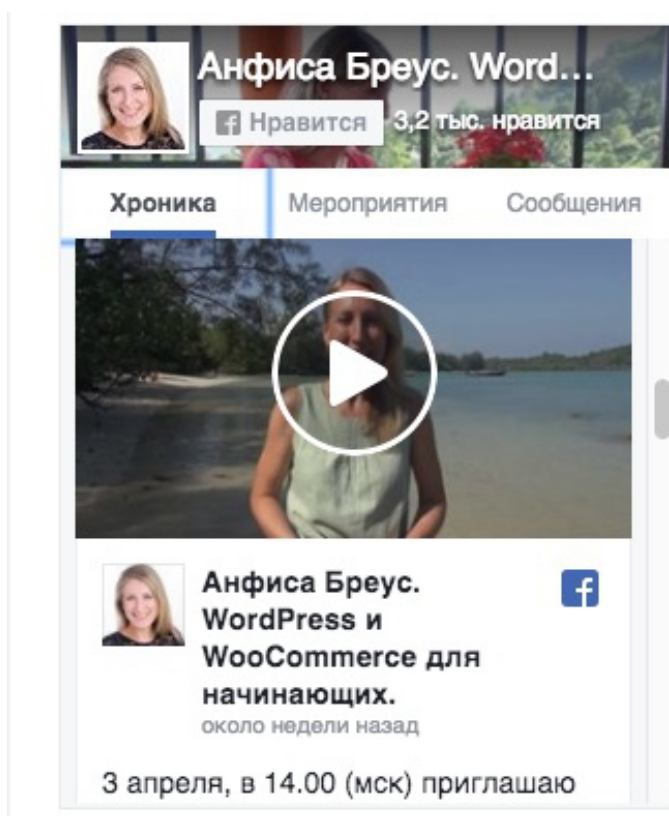 Анфиса Бреус. Word...
Нравится
3,2 тыс. нравится
Хроника
Мероприятия
Сообщения
Анфиса Бреус.
WordPress и
WooCommerce для
начинающих.
около недели назад
3 апреля, в 14.00 (мск) приглашаю